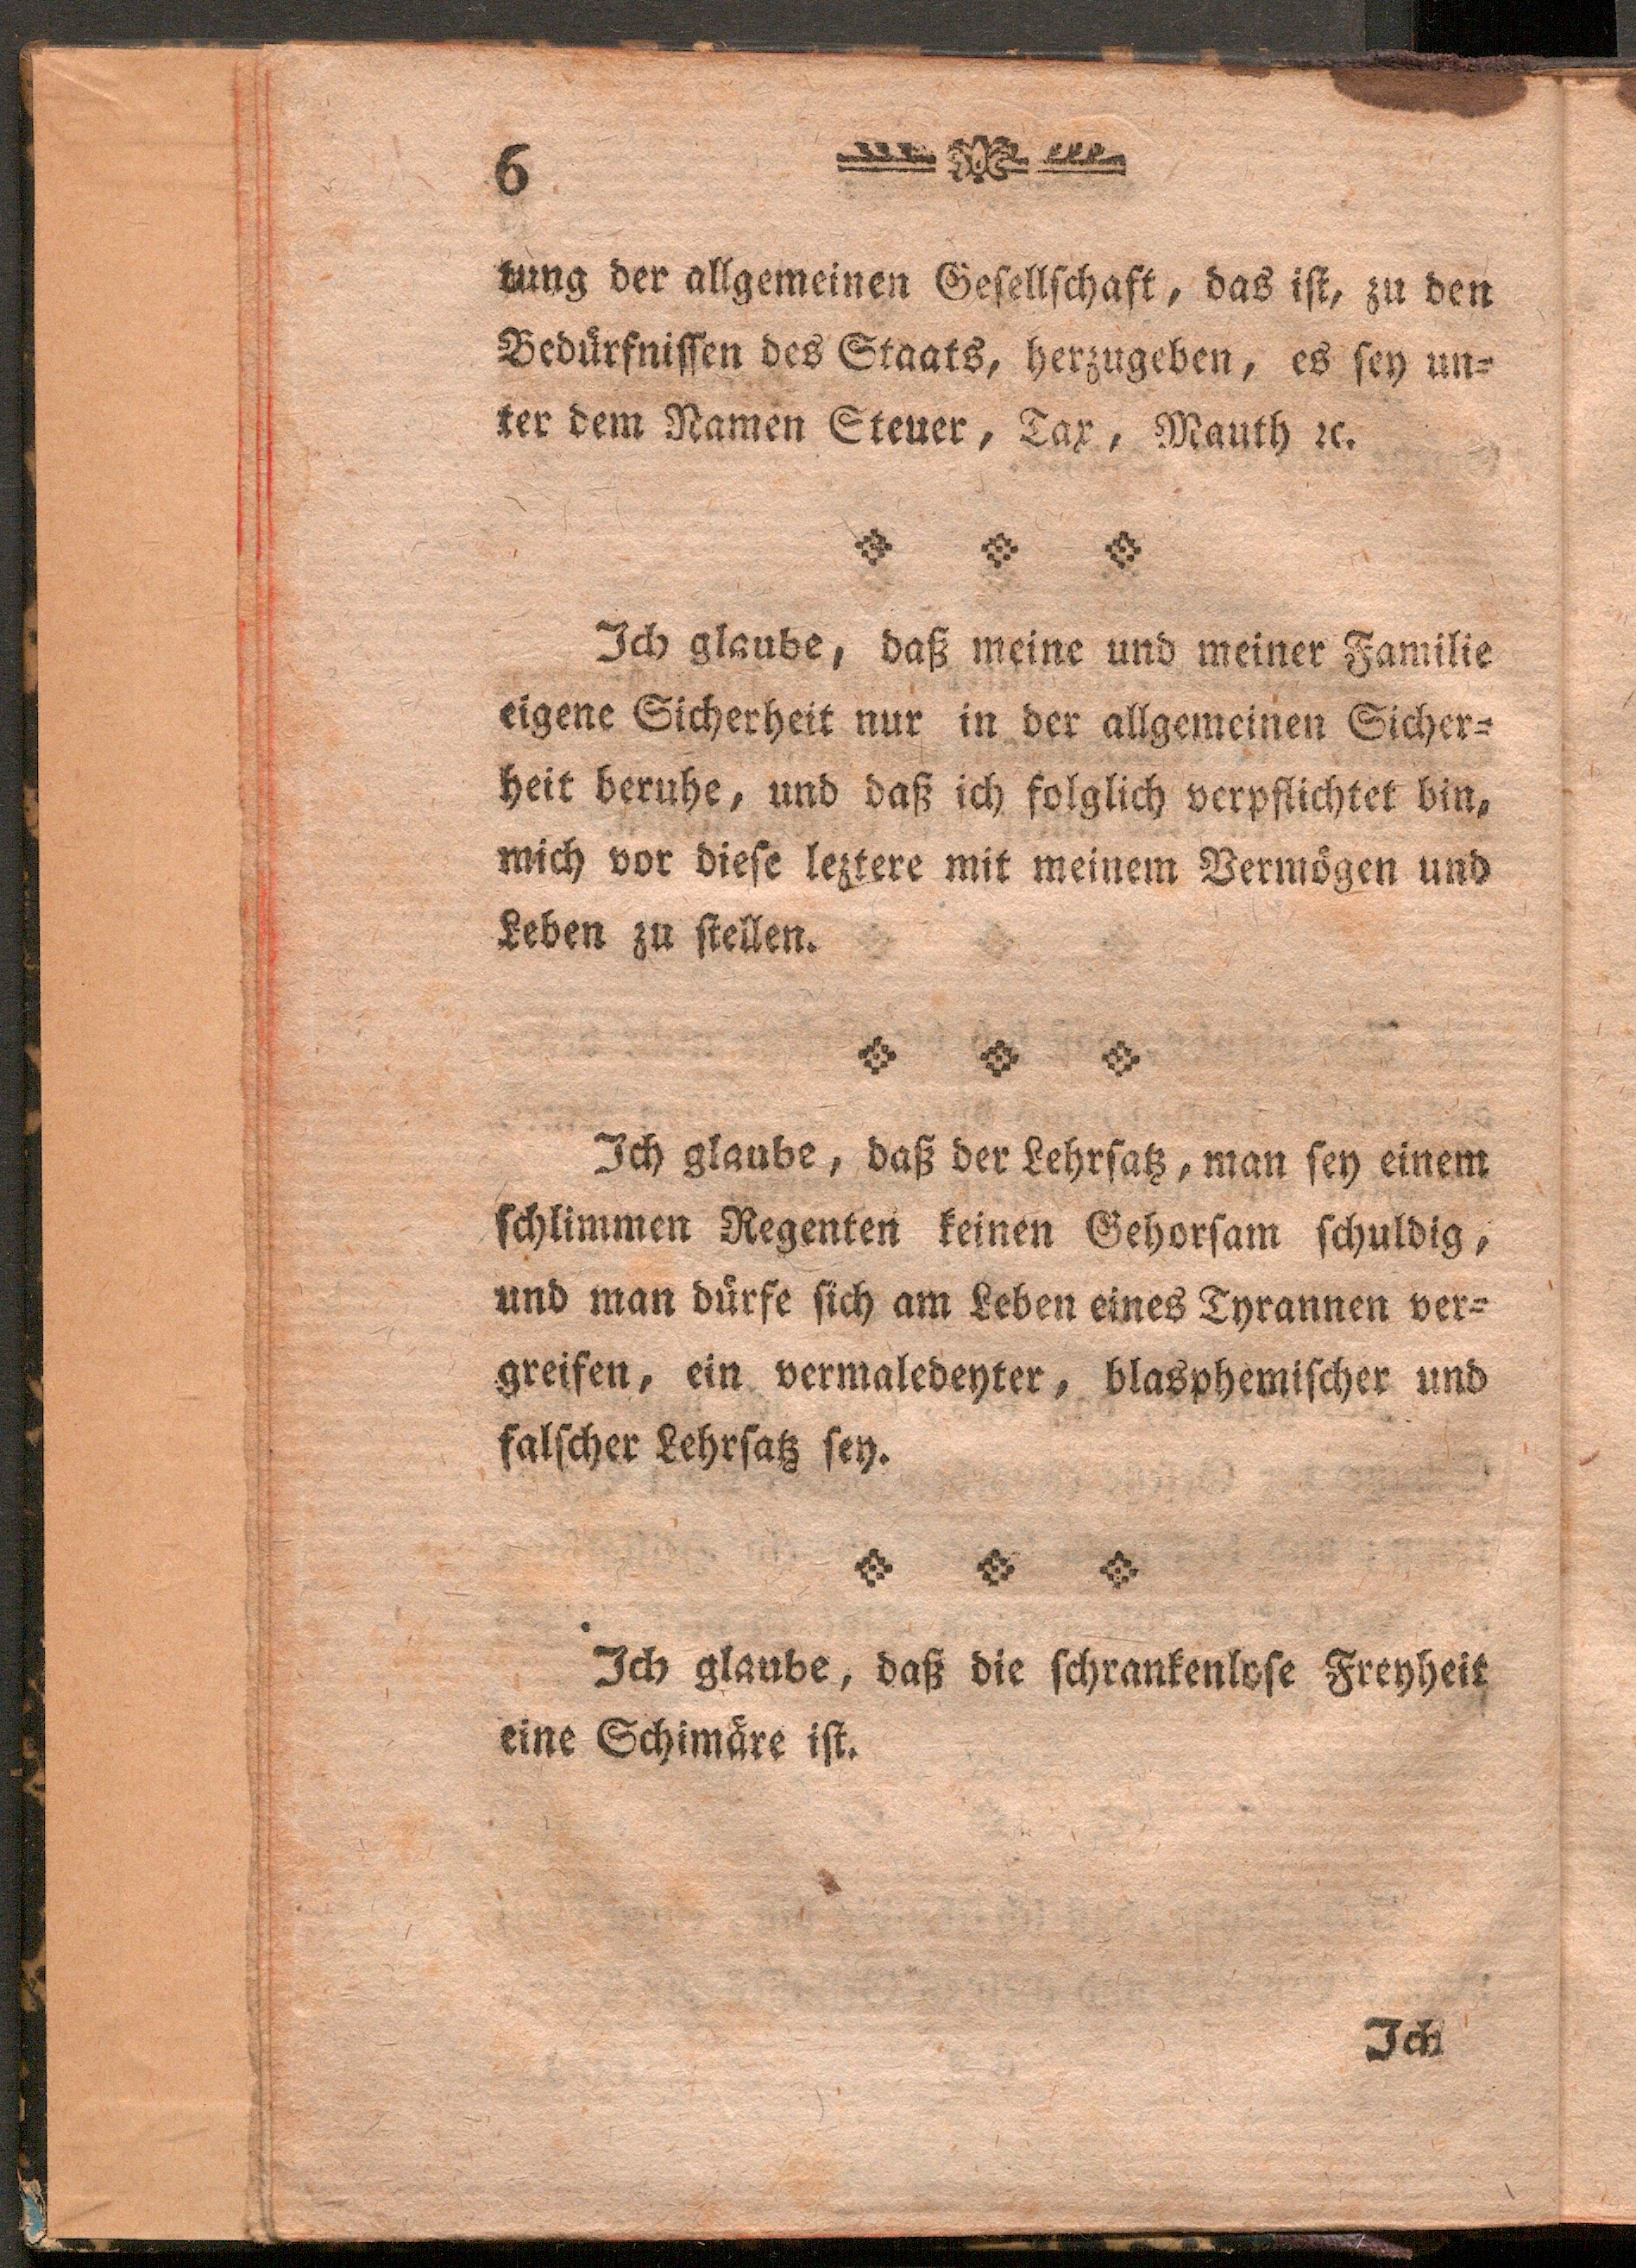 6
tung der allgemeinen Geſellſchaft, das iſt, zu den
Bedürfniſſen des Staats, herzugeben, es ſey un⸗
ter dem Namen Steuer, Tax, Mauth ꝛc.
Ich glaube, daß meine und meiner Familie
eigene Sicherheit nur in der allgemeinen Sicher⸗
heit beruhe, und daß ich folglich verpflichtet bin,
mich vor dieſe leztere mit meinem Vermögen und
Leben zu ſtellen.
Ich glaube, daß der Lehrſatz, man ſey einem
ſchlimmen Regenten keinen Gehorſam ſchuldig,
und man dürfe ſich am Leben eines Tyrannen ver⸗
greifen, ein vermaledeyter, blasphemiſcher und
falſcher Lehrſatz ſey.
Ich glaube, daß die ſchrankenloſe Freyheit
eine Schimäre iſt.
Ich